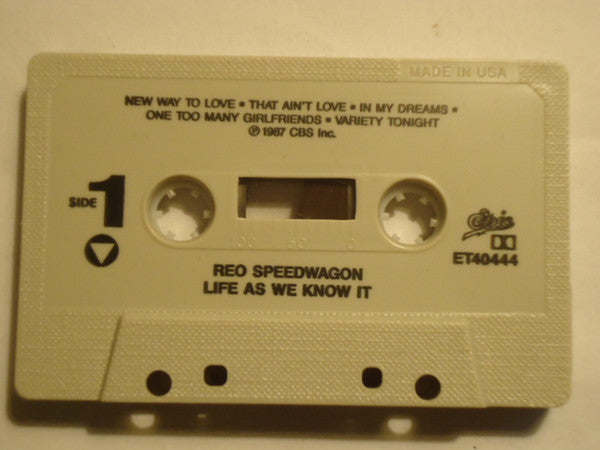 MADE IN USA
NEW WAY TO LOVE • THAT AIN'T LOVE • IN MY DREAMS •
ONE TOO MANY GIRLFRIENDS • VARIETY TONIGHT
℗ 1987 CBS Inc.
SIDE 1
100 50 0
Epic
ET40444
REO SPEEDWAGON
LIFE AS WE KNOW IT